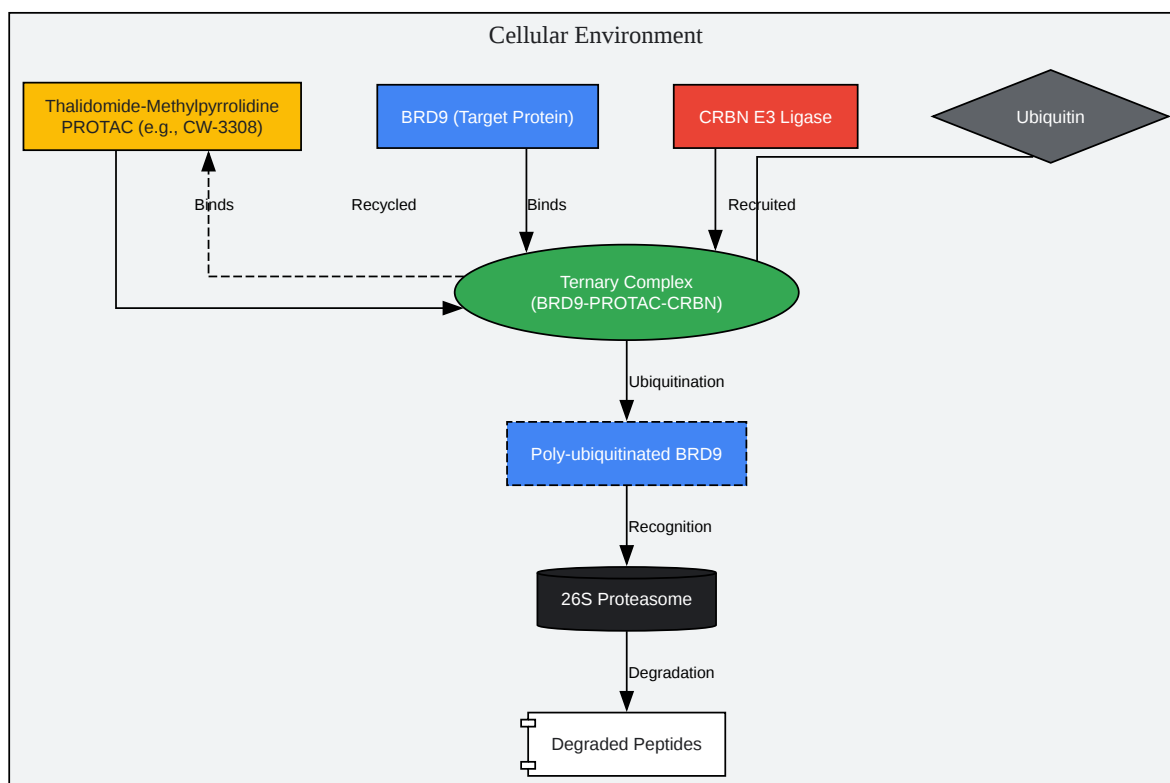 Cellular Environment
Thalidomide-Methylpyrrolidine
PROTAC (e.g., CW-3308)
BRD9 (Target Protein)
CRBN E3 Ligase
Ubiquitin
Binds
Recycled
Binds
Recruited
Ternary Complex
(BRD9-PROTAC-CRBN)
Ubiquitination
Poly-ubiquitinated BRD9
Recognition
26S Proteasome
Degradation
Degraded Peptides